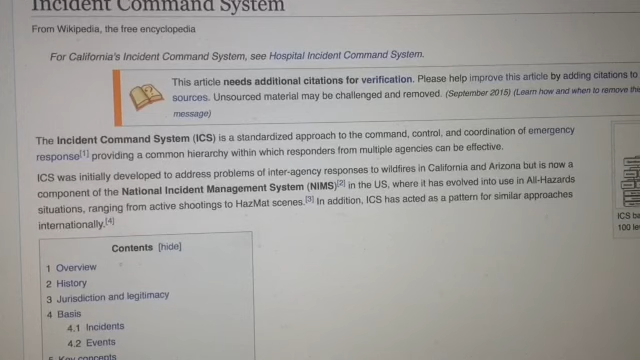 Incident Command System
From Wikipedia, the free encyclopedia
For California's Incident Command System, see Hospital Incident Command System.
This article needs additional citations for verification. Please help improve this article by adding citations to
sources. Unsourced material may be challenged and removed. (September 2015) (Learn how and when to remove this
message)
The Incident Command System (ICS) is a standardized approach to the command, control, and coordination of emergency
response[1] providing a common hierarchy within which responders from multiple agencies can be effective.
ICS was initially developed to address problems of inter-agency responses to wildfires in California and Arizona but is now a
component of the National Incident Management System (NIMS)[2] in the US, where it has evolved into use in All-Hazards
situations, ranging from active shootings to HazMat scenes.[3] In addition, ICS has acted as a pattern for similar approaches
internationally.[4]
ICS ba
100 le
Contents [hide]
1 Overview
2 History
3 Jurisdiction and legitimacy
4 Basis
4.1 Incidents
4.2 Events
5 Key concepts